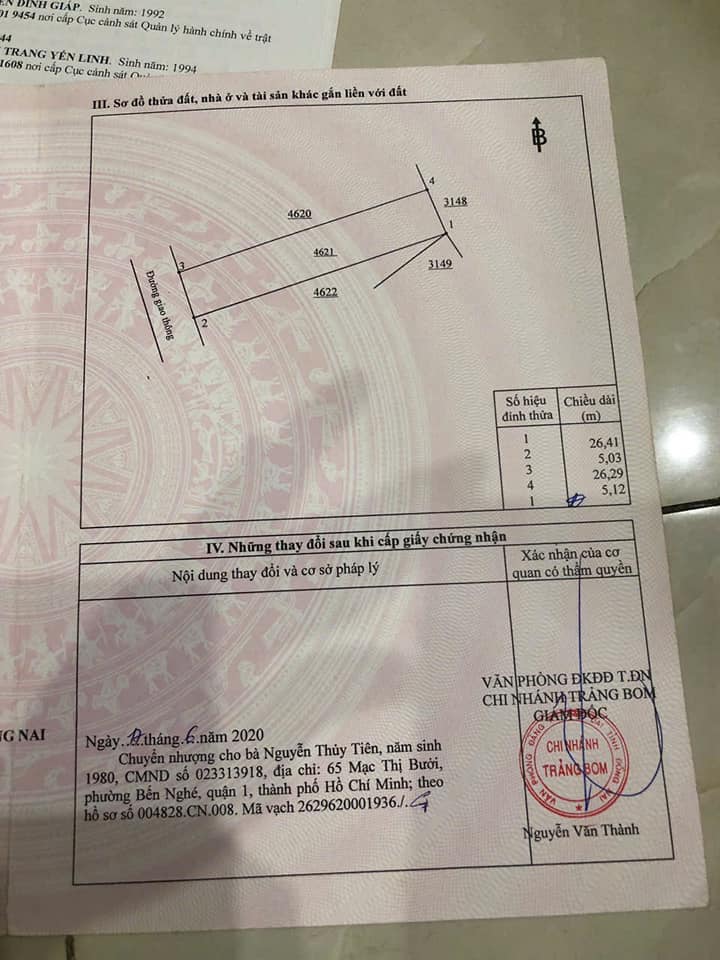 ĐÌNH GIÁP. Sinh năm: 1992
01 9454 nơi cấp Cục cảnh sát Quản lý hành chính về trật
44
TRANG YẾN LINH. Sinh năm: 1994
1608 nơi cấp Cục cảnh sát
III. Sơ đồ thửa đất, nhà ở và tài sản khác gắn liền với đất
B
4
3148
4620
1
4621
3149
3
4622
Đường giao thông
2
Số hiệu đỉnh thửa
Chiều dài (m)
1
26,41
2
5,03
3
26,29
4
5,12
1
IV. Những thay đổi sau khi cấp giấy chứng nhận
Nội dung thay đổi và cơ sở pháp lý
Xác nhận của cơ
quan có thẩm quyền
VĂN PHÒNG ĐKĐĐ T.ĐN
CHI NHÁNH TRẢNG BOM
GIÁM ĐỐC
NG NAI
Ngày tháng 6 năm 2020
Chuyển nhượng cho bà Nguyễn Thủy Tiên, năm sinh
1980, CMND số 023313918, địa chỉ: 65 Mạc Thị Bưởi,
phường Bến Nghé, quận 1, thành phố Hồ Chí Minh; theo
hồ sơ số 004828.CN.008. Mã vạch 2629620001936./.
CHI NHÁNH
TRẢNG BOM
Nguyễn Văn Thành